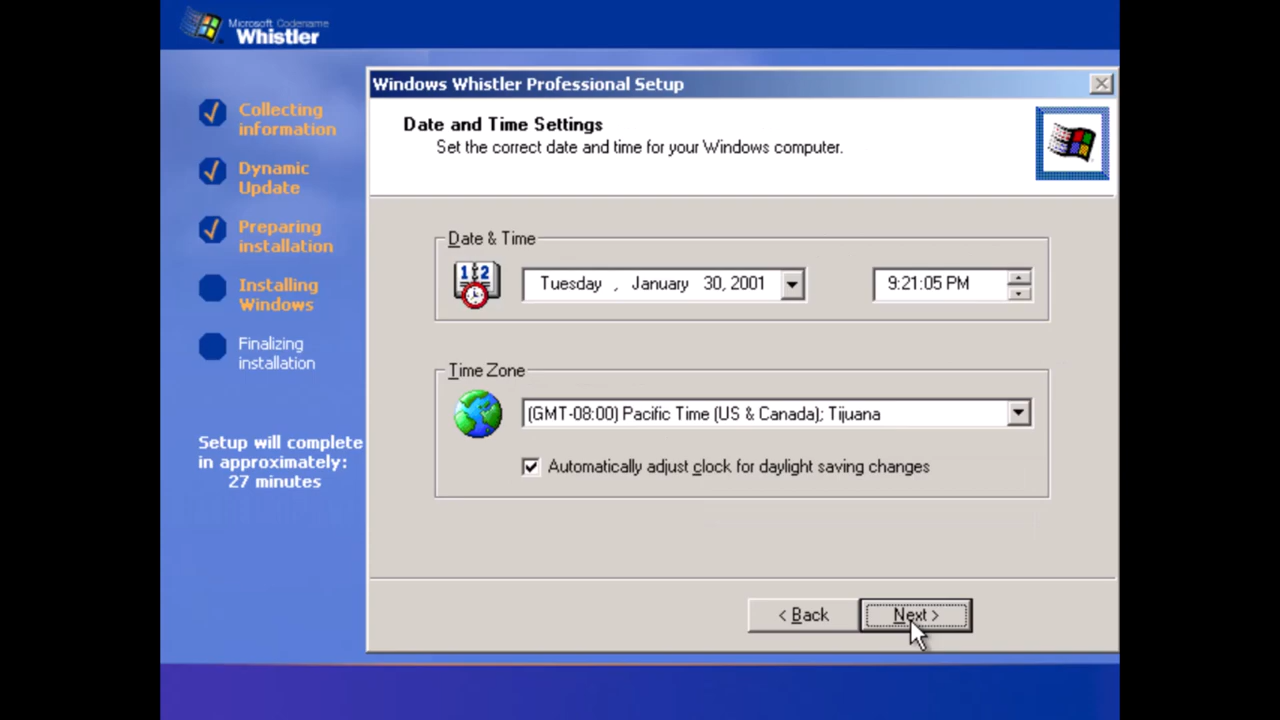 Microsoft Codename
Whistler
Collecting
information
Dynamic
Update
Preparing
installation
Installing
Windows
Finalizing
installation
Setup will complete
in approximately:
27 minutes
Windows Whistler Professional Setup
Date and Time Settings
Set the correct date and time for your Windows computer.
Date & Time
12
Tuesday , January 30, 2001
9:21:05 PM
Time Zone
(GMT-08:00) Pacific Time (US & Canada); Tijuana
Automatically adjust clock for daylight saving changes
< Back
Next >